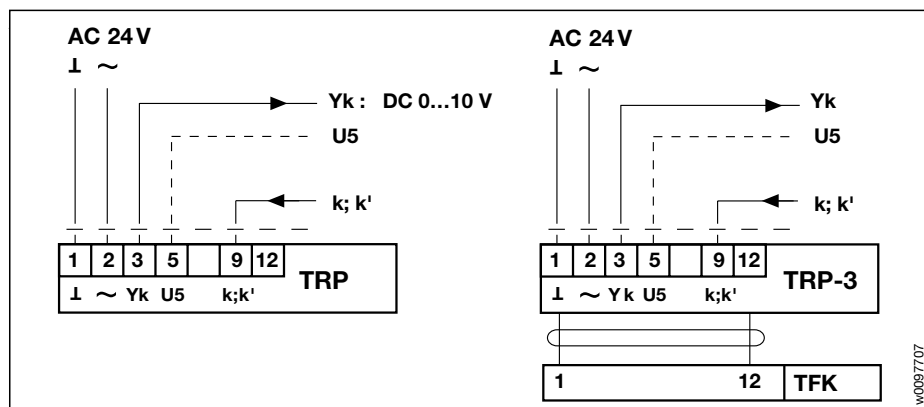 AC 24 V
⊥ ~
Yk : DC 0...10 V
U5
k; k'
1 2 3 5 9 12
TRP
⊥ ~ Yk U5 k;k'
AC 24 V
⊥ ~
Yk
U5
k; k'
1 2 3 5 9 12
TRP-3
⊥ ~ Yk U5 k;k'
1 12 TFK
w0097707